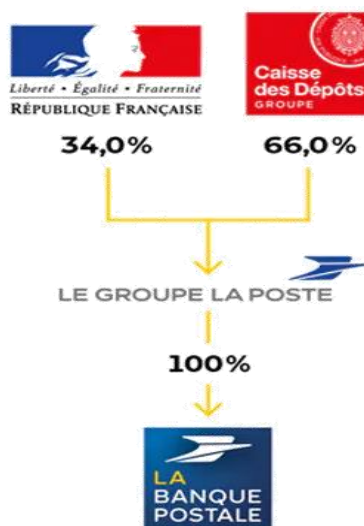 Liberté • Égalité • Fraternité
RÉPUBLIQUE FRANÇAISE
Caisse
des Dépôts
GROUPE
34,0%
66,0%
LE GROUPE LA POSTE
100%
LA
BANQUE
POSTALE